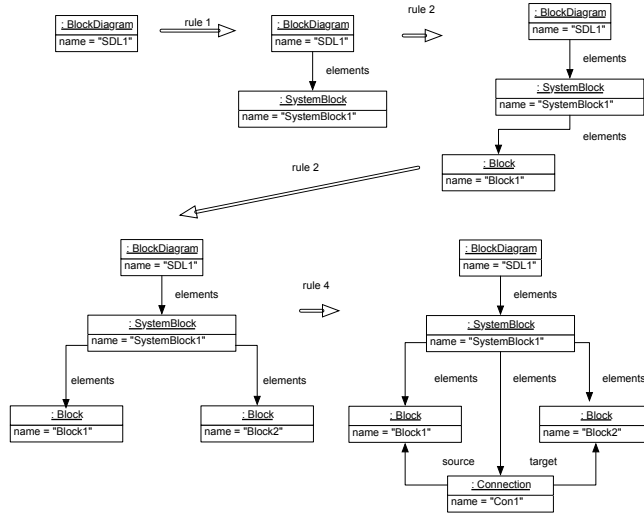 : BlockDiagram
name = "SDL1"
rule 1
: BlockDiagram
name = "SDL1"
elements
: SystemBlock
name = "SystemBlock1"
rule 2
: BlockDiagram
name = "SDL1"
elements
: SystemBlock
name = "SystemBlock1"
elements
: Block
name = "Block1"
rule 2
: BlockDiagram
name = "SDL1"
elements
: SystemBlock
name = "SystemBlock1"
elements
elements
: Block
name = "Block1"
: Block
name = "Block2"
rule 4
: BlockDiagram
name = "SDL1"
elements
: SystemBlock
name = "SystemBlock1"
elements
elements
elements
: Block
name = "Block1"
: Block
name = "Block2"
source
target
: Connection
name = "Con1"